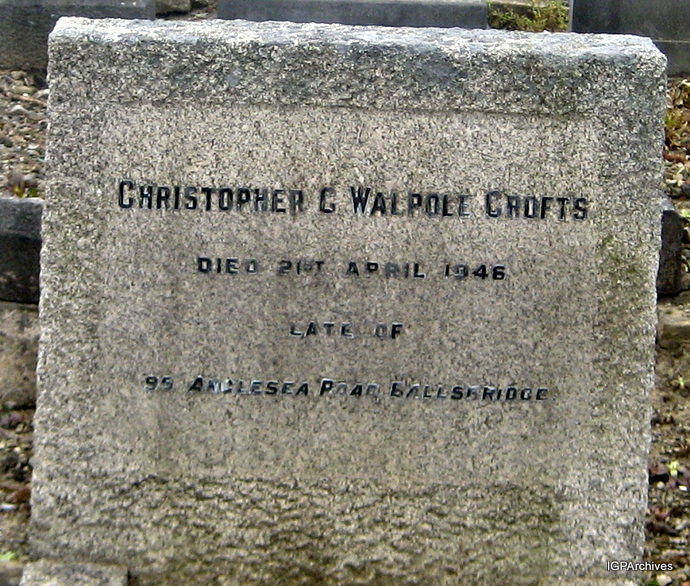 CHRISTOPHER G WALPOLE CROFTS
DIED 21ST APRIL 1946
LATE OF
95 ANGLESEA ROAD BALLSBRIDGE
IGPArchives